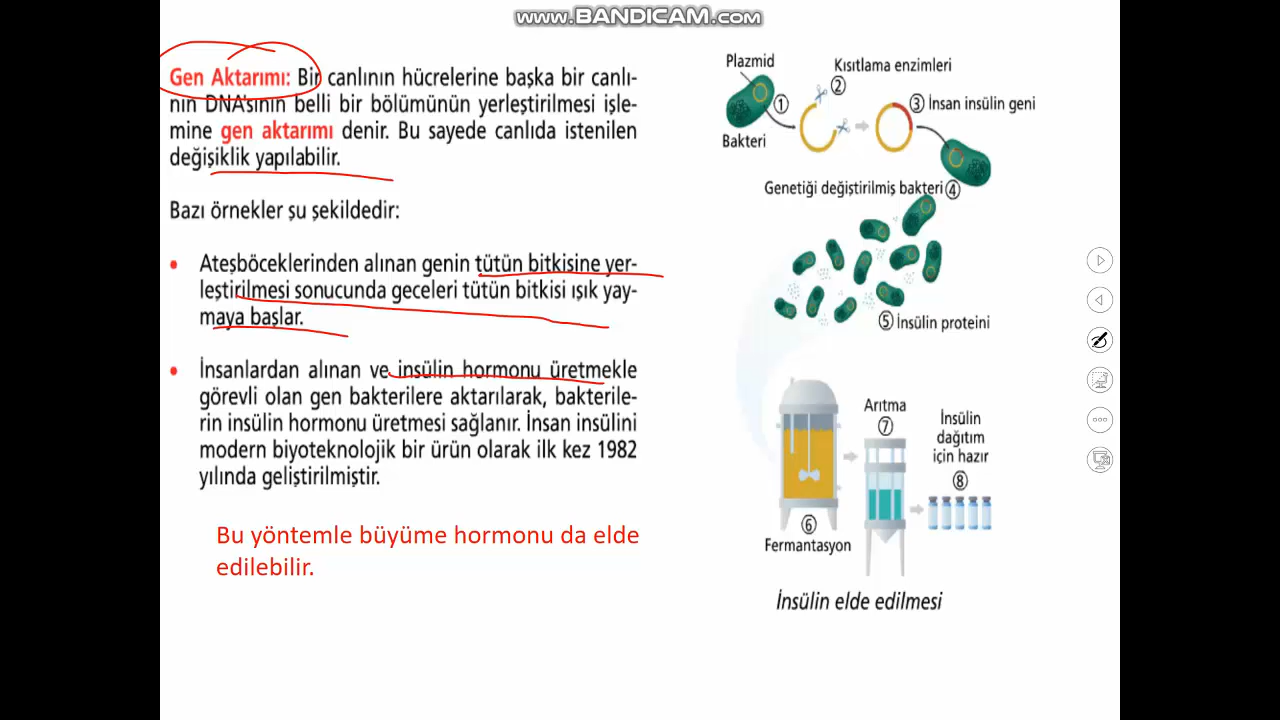 www.BANDICAM.com
Gen Aktarımı: Bir canlının hücrelerine başka bir canlı-
nın DNA'sının belli bir bölümünün yerleştirilmesi işle-
mine gen aktarımı denir. Bu sayede canlıda istenilen
değişiklik yapılabilir.
Bazı örnekler şu şekildedir:
• Ateşböceklerinden alınan genin tütün bitkisine yer-
leştirilmesi sonucunda geceleri tütün bitkisi ışık yay-
maya başlar.
• İnsanlardan alınan ve insülin hormonu üretmekle
görevli olan gen bakterilere aktarılarak, bakterile-
rin insülin hormonu üretmesi sağlanır. İnsan insülini
modern biyoteknolojik bir ürün olarak ilk kez 1982
yılında geliştirilmiştir.
Bu yöntemle büyüme hormonu da elde
edilebilir.
Plazmid
Bakteri
①
Kısıtlama enzimleri
②
③ İnsan insülin geni
Genetiği değiştirilmiş bakteri ④
⑤ İnsülin proteini
⑥
Fermantasyon
Arıtma
⑦
İnsülin
dağıtım
için hazır
⑧
İnsülin elde edilmesi